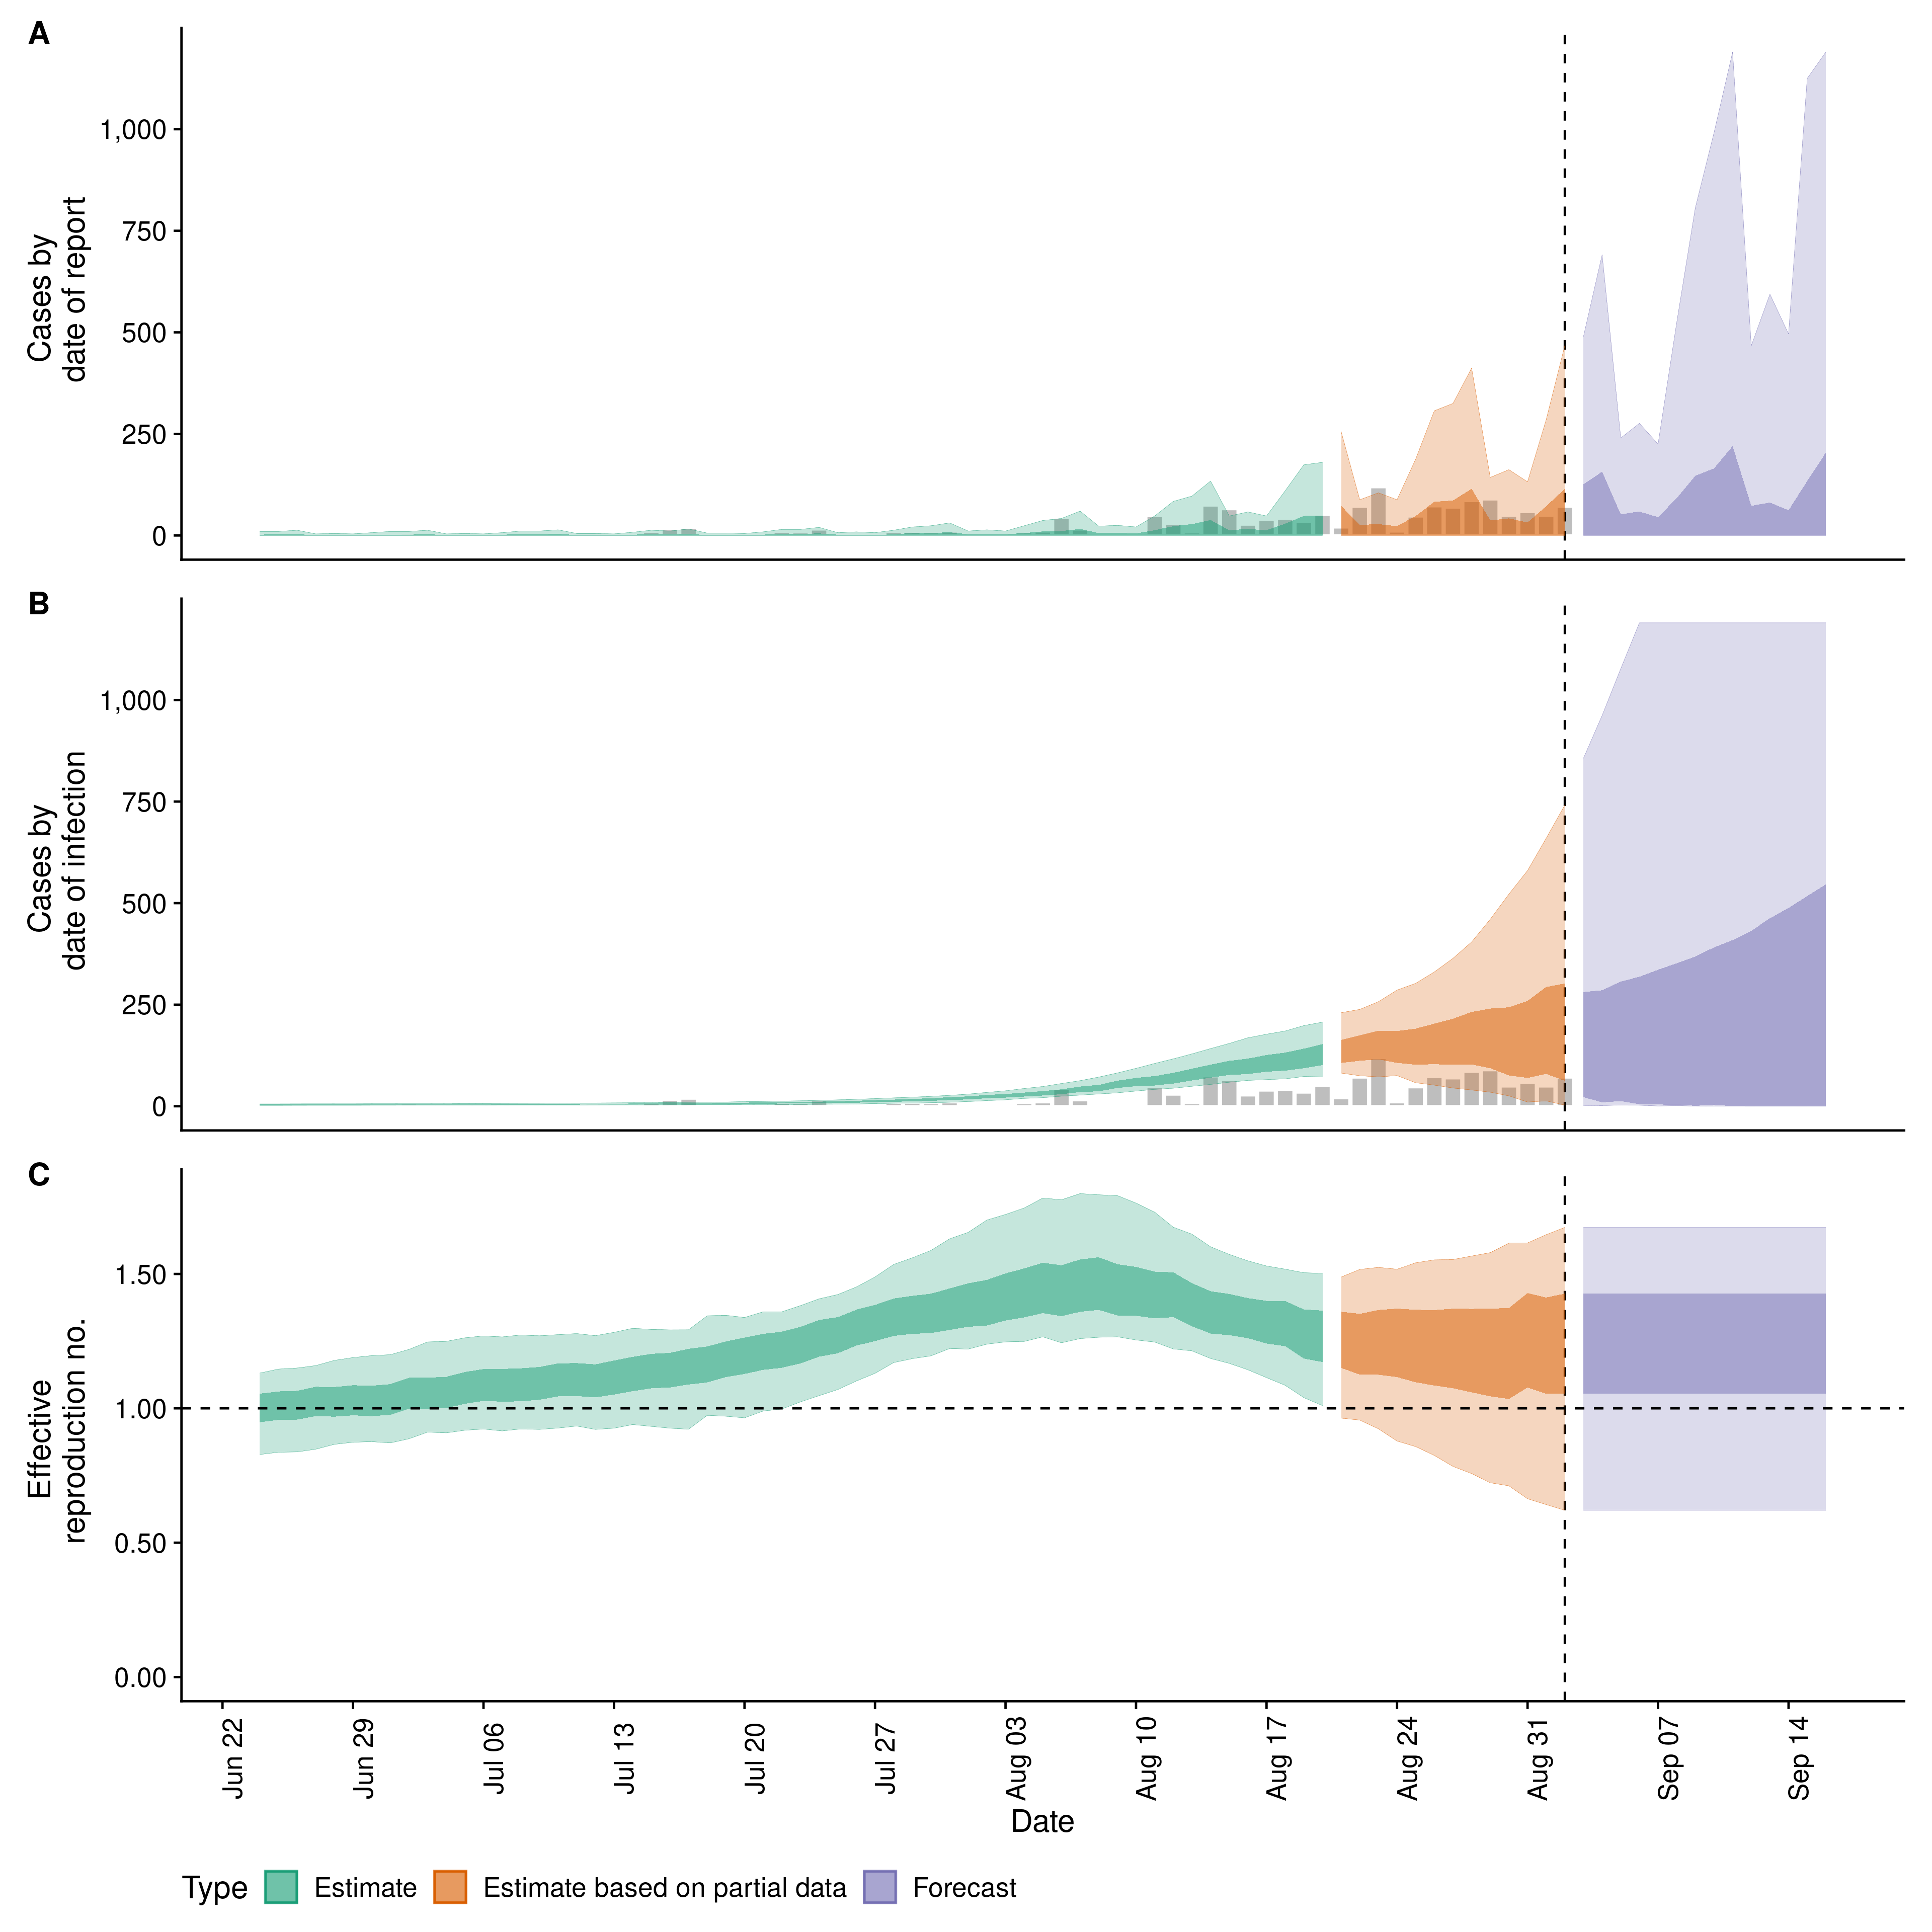 A
Cases by
date of report
1,000
750
500
250
0
B
Cases by
date of infection
1,000
750
500
250
0
C
Effective
reproduction no.
1.50
1.00
0.50
0.00
Jun 22
Jun 29
Jul 06
Jul 13
Jul 20
Jul 27
Aug 03
Aug 10
Aug 17
Aug 24
Aug 31
Sep 07
Sep 14
Date
Type Estimate Estimate based on partial data Forecast